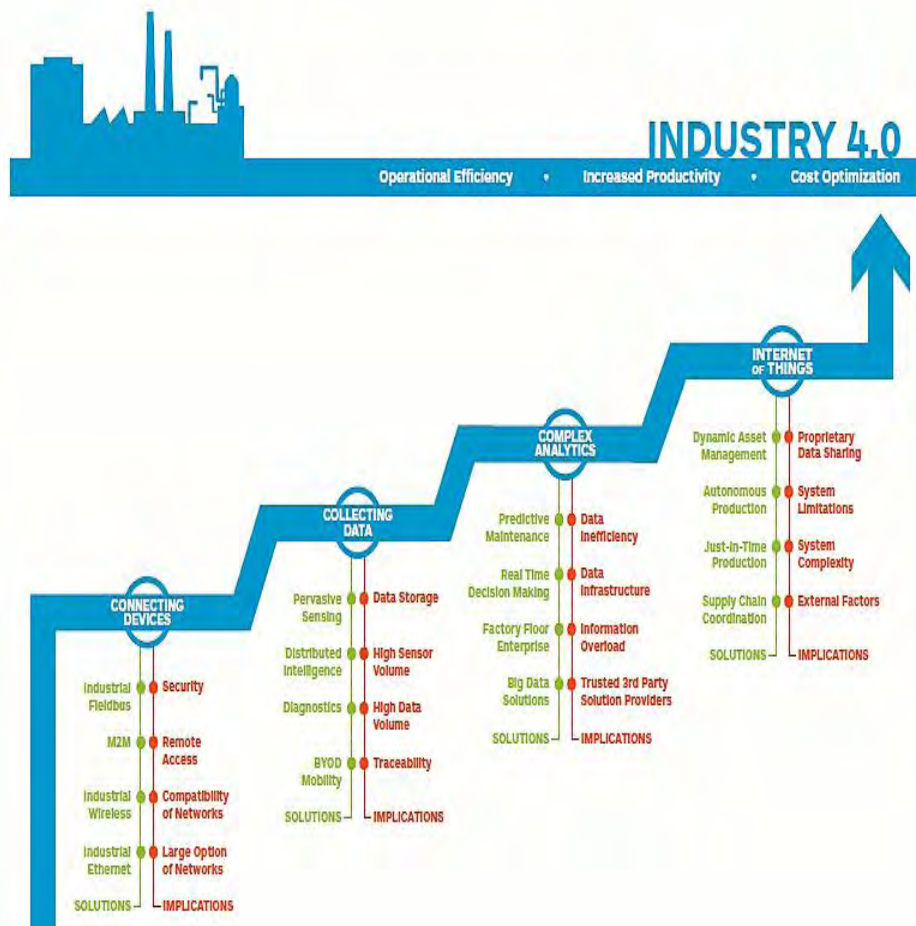 INDUSTRY 4.0
Operational Efficiency • Increased Productivity • Cost Optimization
INTERNET
OF THINGS
Dynamic Asset
Management
Proprietary
Data Sharing
Autonomous
Production
System
Limitations
Just-in-Time
Production
System
Complexity
Supply Chain
Coordination
External Factors
SOLUTIONS
IMPLICATIONS
COMPLEX
ANALYTICS
Predictive
Maintenance
Data
Inefficiency
Real Time
Decision Making
Data
Infrastructure
Factory Floor
Enterprise
Information
Overload
Big Data
Solutions
Trusted 3rd Party
Solution Providers
SOLUTIONS
IMPLICATIONS
COLLECTING
DATA
Pervasive
Sensing
Data Storage
Distributed
Intelligence
High Sensor
Volume
Diagnostics
High Data
Volume
BYOD
Mobility
Traceability
SOLUTIONS
IMPLICATIONS
CONNECTING
DEVICES
Industrial
Fieldbus
Security
M2M
Remote
Access
Industrial
Wireless
Compatibility
of Networks
Industrial
Ethernet
Large Option
of Networks
SOLUTIONS
IMPLICATIONS